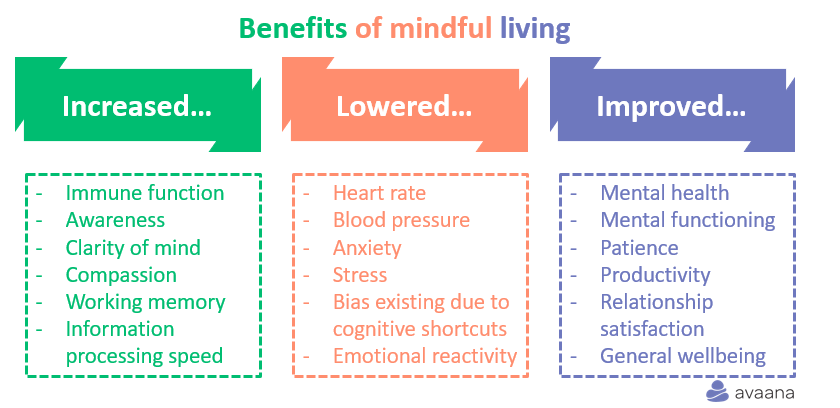 Benefits of mindful living
Increased...
- Immune function
- Awareness
- Clarity of mind
- Compassion
- Working memory
- Information
processing speed
Lowered...
- Heart rate
- Blood pressure
- Anxiety
- Stress
- Bias existing due to
cognitive shortcuts
- Emotional reactivity
Improved...
- Mental health
- Mental functioning
- Patience
- Productivity
- Relationship
satisfaction
- General wellbeing
avaana